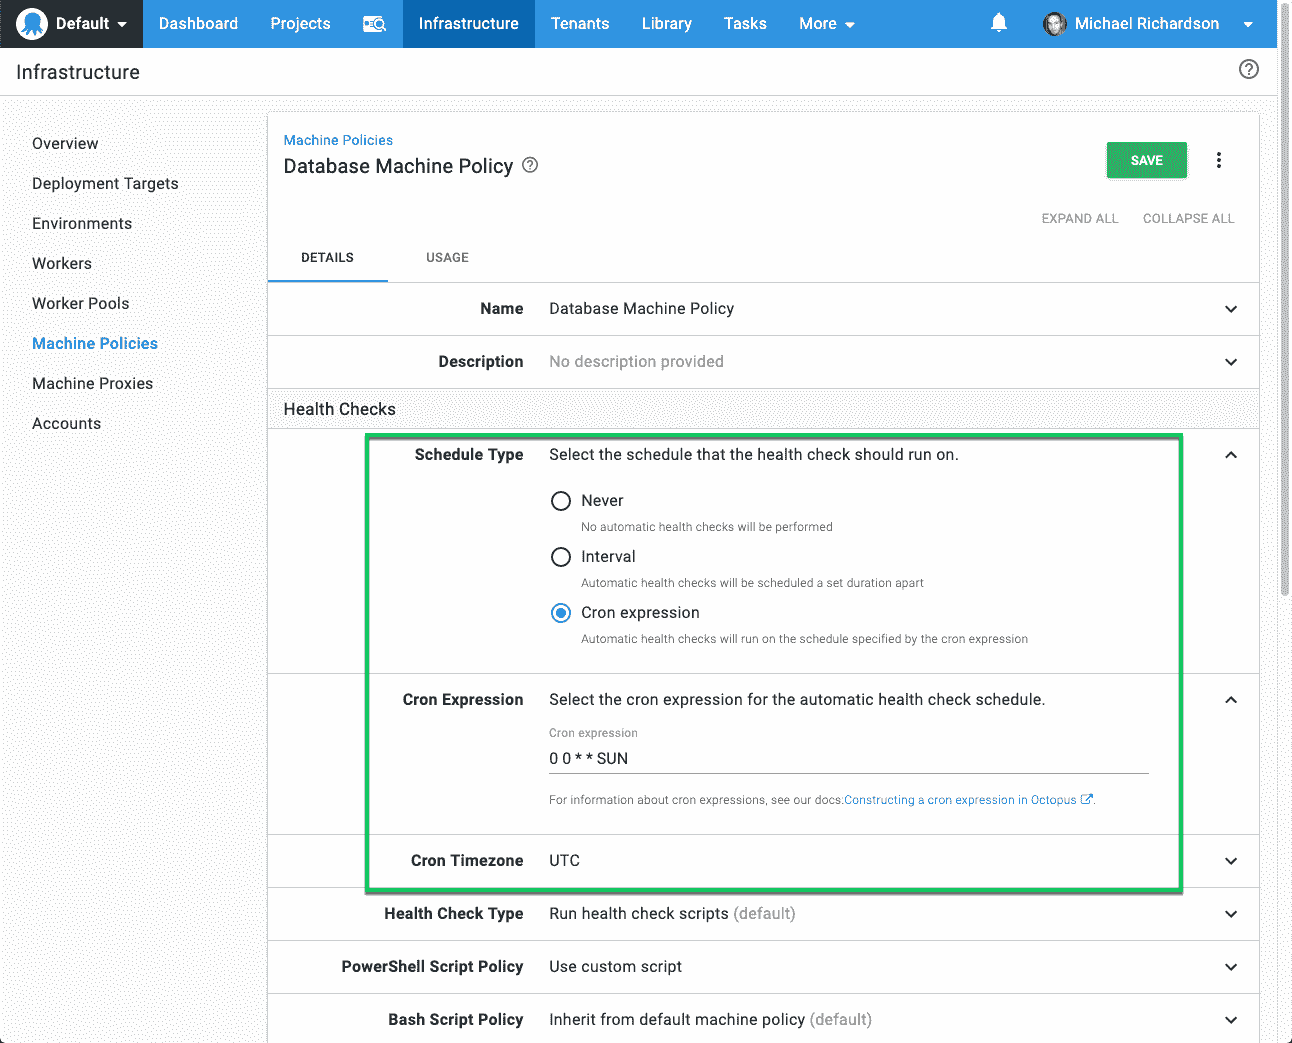 Default Dashboard Projects Infrastructure Tenants Library Tasks More Michael Richardson
Infrastructure
Overview
Deployment Targets
Environments
Workers
Worker Pools
Machine Policies
Machine Proxies
Accounts
Machine Policies
Database Machine Policy
SAVE
EXPAND ALL COLLAPSE ALL
DETAILS USAGE
Name Database Machine Policy
Description No description provided
Health Checks
Schedule Type Select the schedule that the health check should run on.
Never
No automatic health checks will be performed
Interval
Automatic health checks will be scheduled a set duration apart
Cron expression
Automatic health checks will run on the schedule specified by the cron expression
Cron Expression Select the cron expression for the automatic health check schedule.
Cron expression
0 0 * * SUN
For information about cron expressions, see our docs:Constructing a cron expression in Octopus.
Cron Timezone UTC
Health Check Type Run health check scripts (default)
PowerShell Script Policy Use custom script
Bash Script Policy Inherit from default machine policy (default)